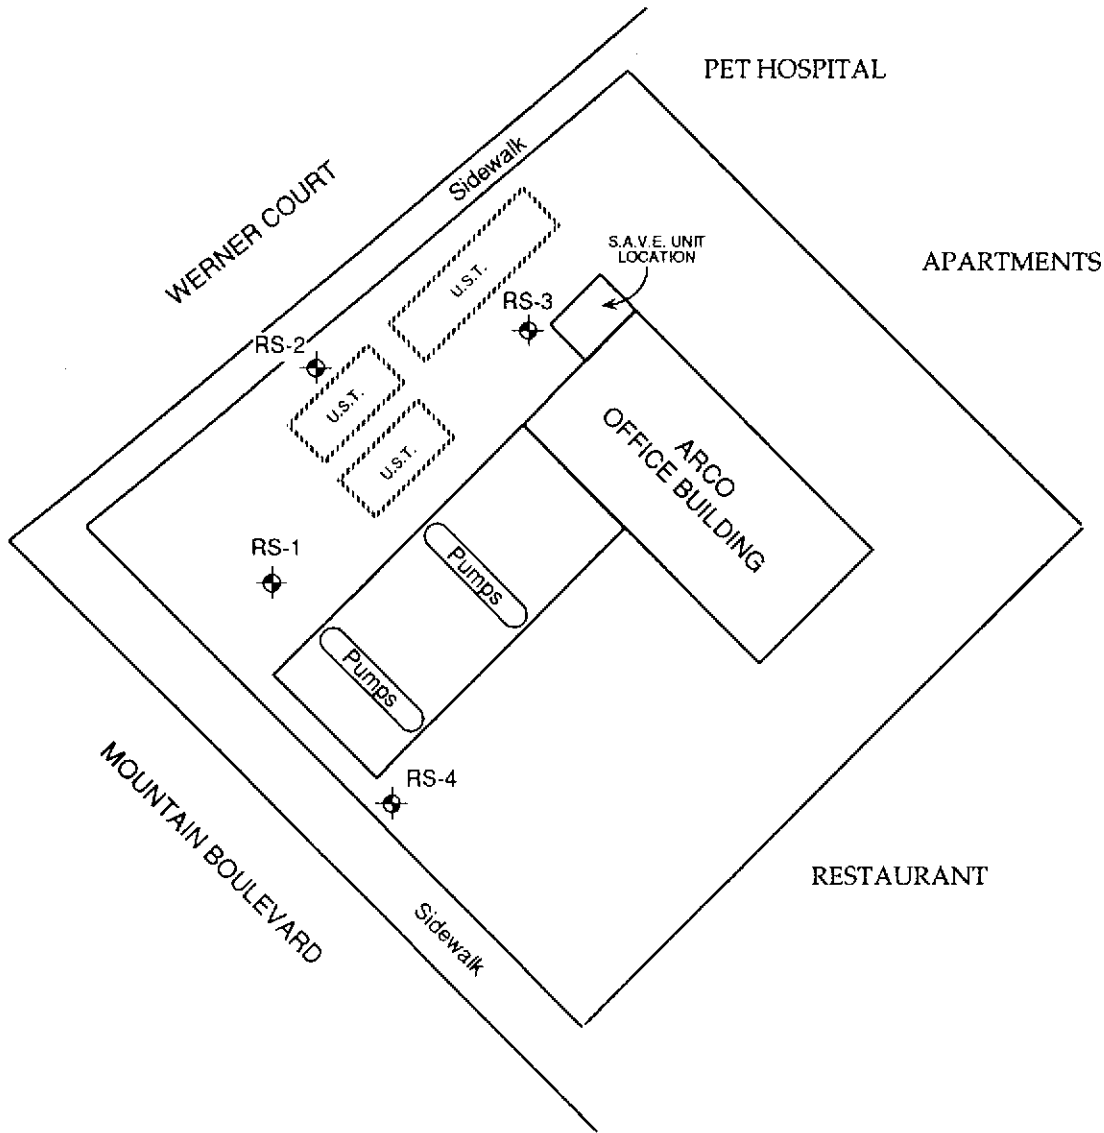 PET HOSPITAL
Sidewalk
WERNER COURT
S.A.V.E. UNIT
LOCATION
APARTMENTS
U.S.T.
RS-3
RS-2
U.S.T.
U.S.T.
ARCO
OFFICE BUILDING
RS-1
Pumps
Pumps
RS-4
MOUNTAIN BOULEVARD
RESTAURANT
Sidewalk